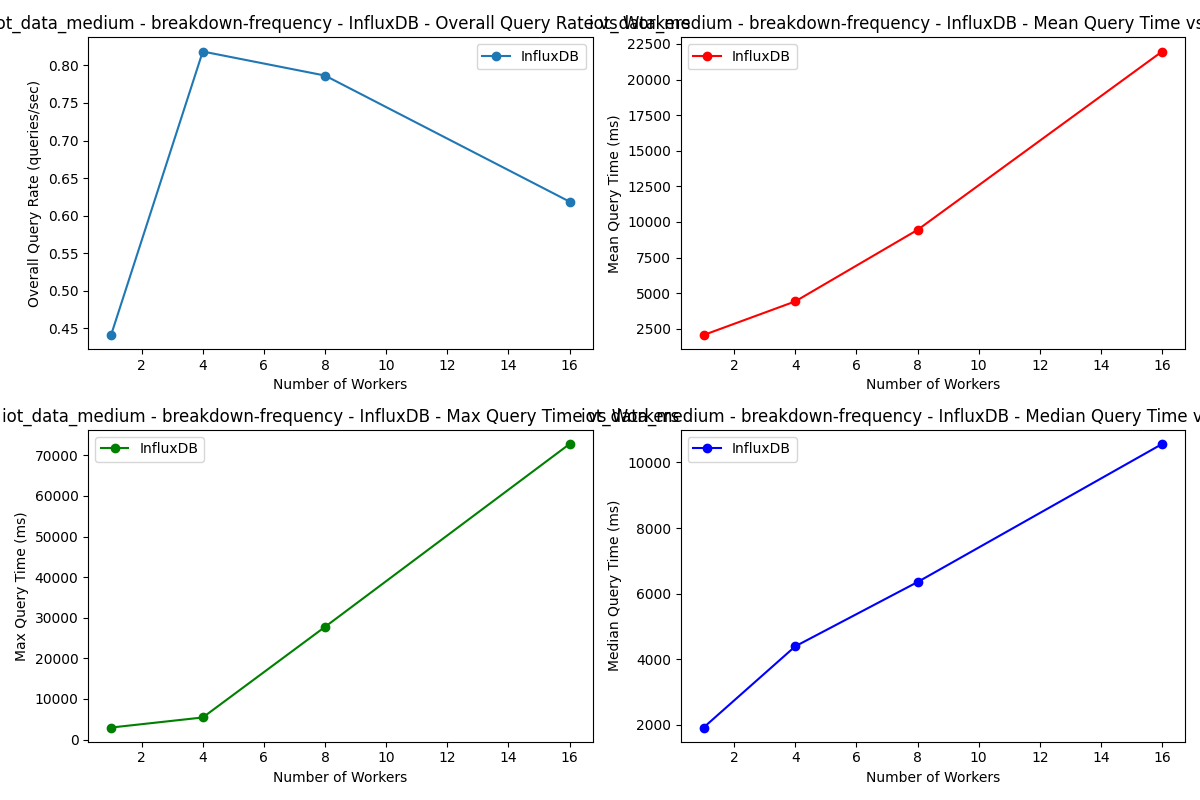 ot_data_medium - breakdown-frequency - InfluxDB - Overall Query Rate vs Workers
iot_data_medium - breakdown-frequency - InfluxDB - Mean Query Time vs
InfluxDB
0.80
0.75
0.70
0.65
0.60
0.55
0.50
0.45
Overall Query Rate (queries/sec)
2 4 6 8 10 12 14 16
Number of Workers
InfluxDB
22500
20000
17500
15000
12500
10000
7500
5000
2500
Mean Query Time (ms)
2 4 6 8 10 12 14 16
Number of Workers
iot_data_medium - breakdown-frequency - InfluxDB - Max Query Time vs Workers
iot_data_medium - breakdown-frequency - InfluxDB - Median Query Time v
InfluxDB
70000
60000
50000
40000
30000
20000
10000
0
Max Query Time (ms)
2 4 6 8 10 12 14 16
Number of Workers
InfluxDB
10000
8000
6000
4000
2000
Median Query Time (ms)
2 4 6 8 10 12 14 16
Number of Workers